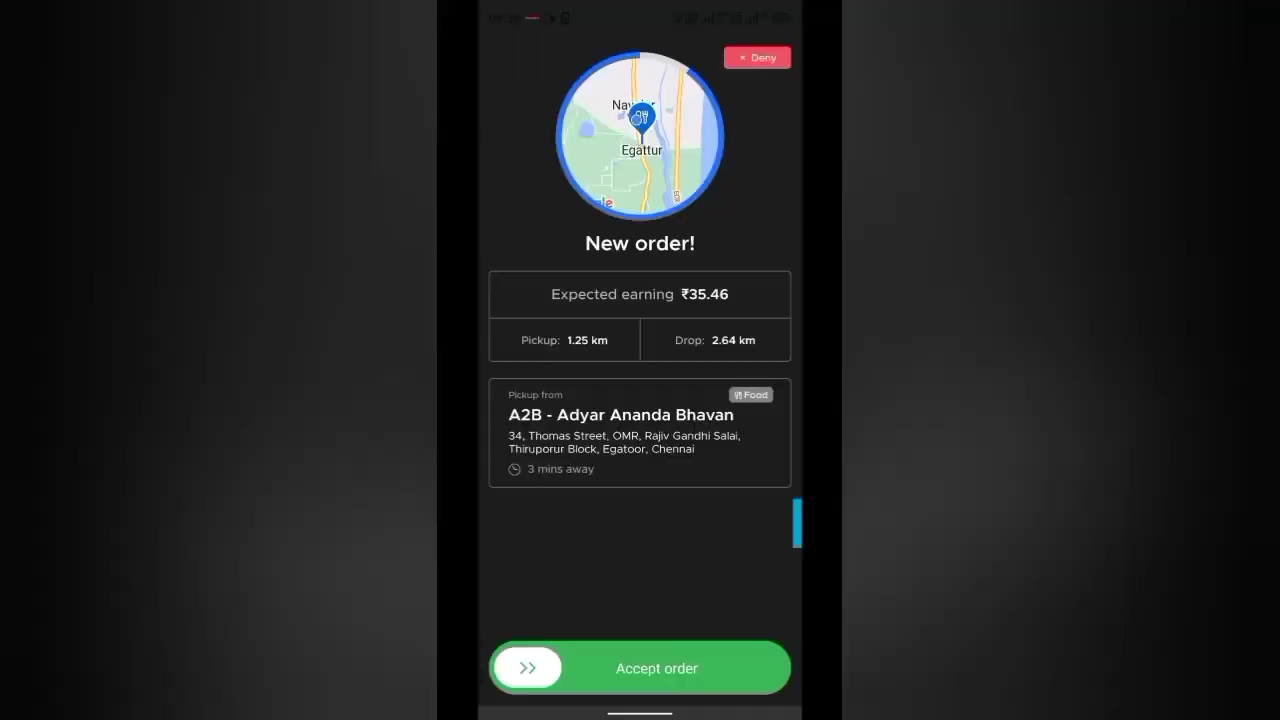 × Deny
Egattur
New order!
Expected earning ₹35.46
Pickup: 1.25 km
Drop: 2.64 km
Pickup from
Food
A2B - Adyar Ananda Bhavan
34, Thomas Street, OMR, Rajiv Gandhi Salai,
Thiruporur Block, Egatoor, Chennai
3 mins away
Accept order